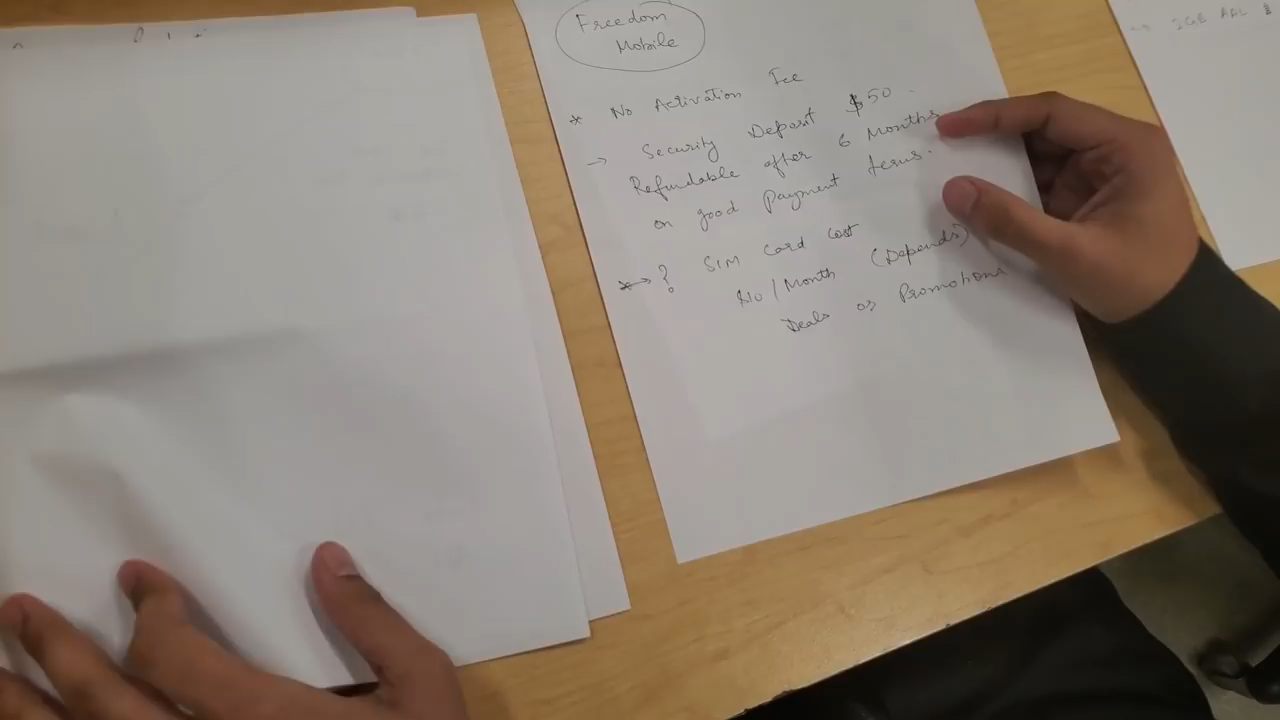 Freedom
Mobile
* No Activation Fee
→ Security Deposit $50.
Refundable after 6 Months
on good Payment terms.
*→ ? SIM Card cost
No / Month (Depends)
Deals or Promotions